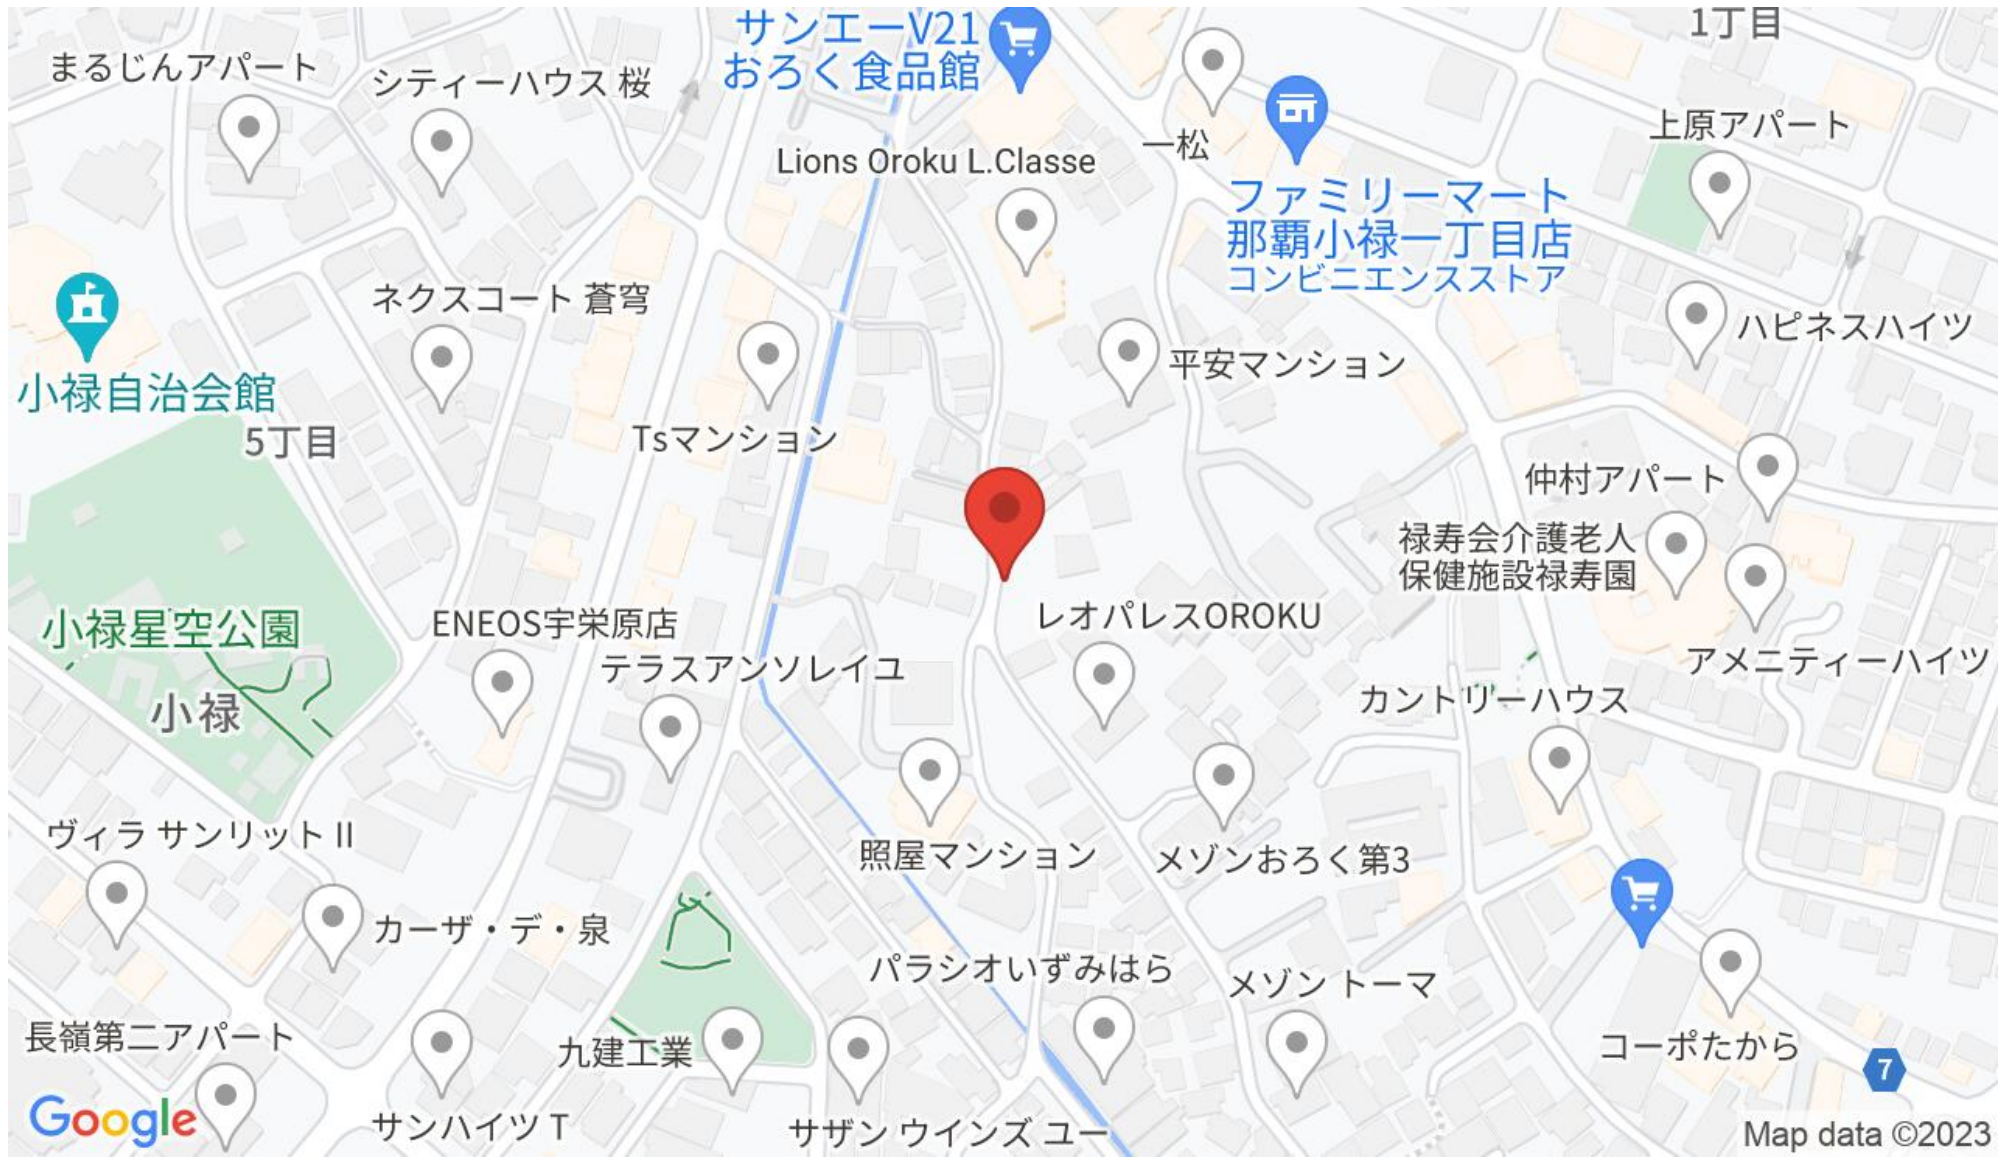 サンエーV21
おろく食品館
1丁目
まるじんアパート
シティーハウス 桜
上原アパート
一松
Lions Oroku L.Classe
ファミリーマート
那覇小禄一丁目店
コンビニエンスストア
ネクスコート 蒼穹
ハピネスハイツ
平安マンション
小禄自治会館
5丁目
Tsマンション
仲村アパート
禄寿会介護老人
保健施設禄寿園
小禄星空公園
ENEOS宇栄原店
レオパレスOROKU
テラスアンソレイユ
アメニティーハイツ
小禄
カントリーハウス
ヴィラ サンリットⅡ
照屋マンション
メゾンおろく第3
カーザ・デ・泉
パラシオいずみはら
メゾン トーマ
長嶺第二アパート
九建工業
コーポたから
7
Google
サンハイツT
サザン ウインズ ユー
Map data ©2023